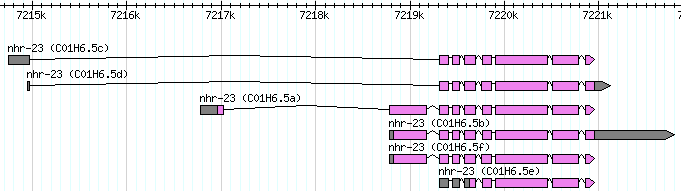 7215k 7216k 7217k 7218k 7219k 7220k 7221k
nhr-23 (C01H6.5c)
nhr-23 (C01H6.5d)
nhr-23 (C01H6.5a)
nhr-23 (C01H6.5b)
nhr-23 (C01H6.5f)
nhr-23 (C01H6.5e)